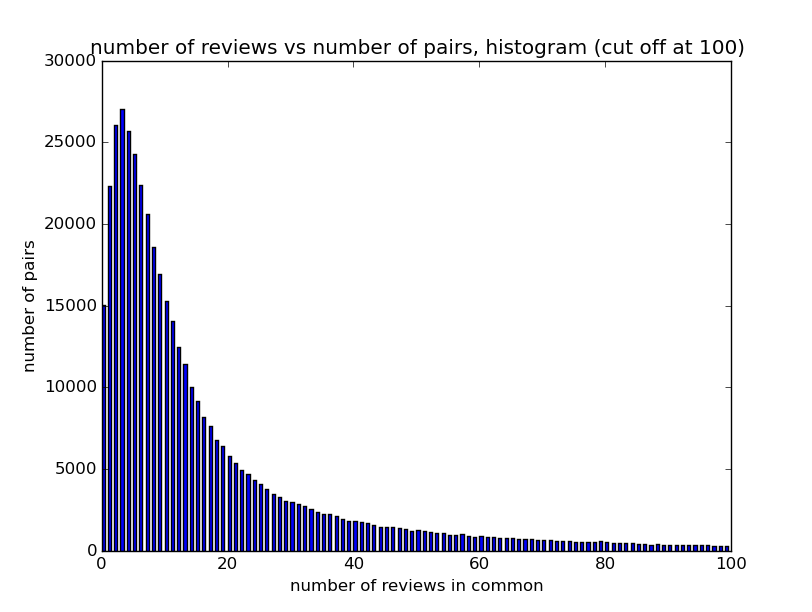 number of reviews vs number of pairs, histogram (cut off at 100)
30000
25000
20000
15000
10000
5000
0
number of pairs
0 20 40 60 80 100
number of reviews in common